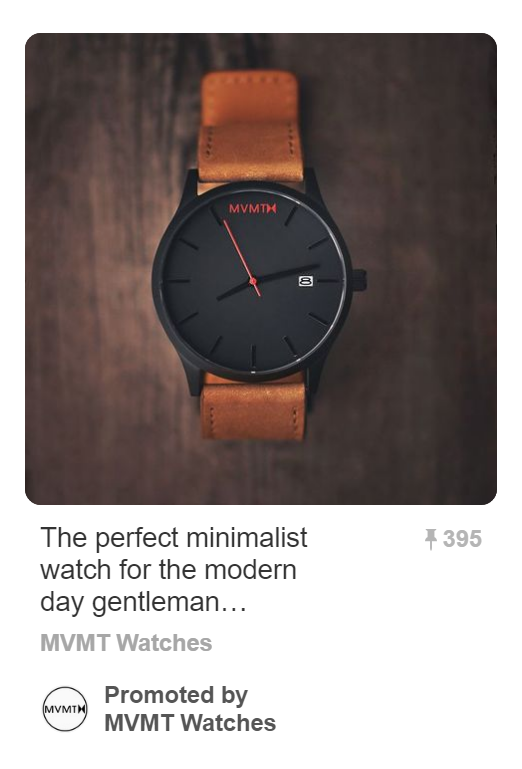 MVMT
8
The perfect minimalist
395
watch for the modern
day gentleman…
MVMT Watches
MVMT
Promoted by
MVMT Watches